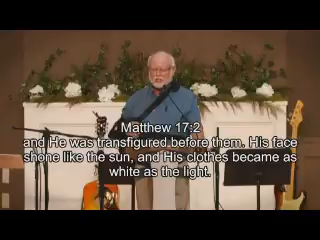 Matthew 17:2
and He was transfigured before them. His face
shone like the sun, and His clothes became as
white as the light.